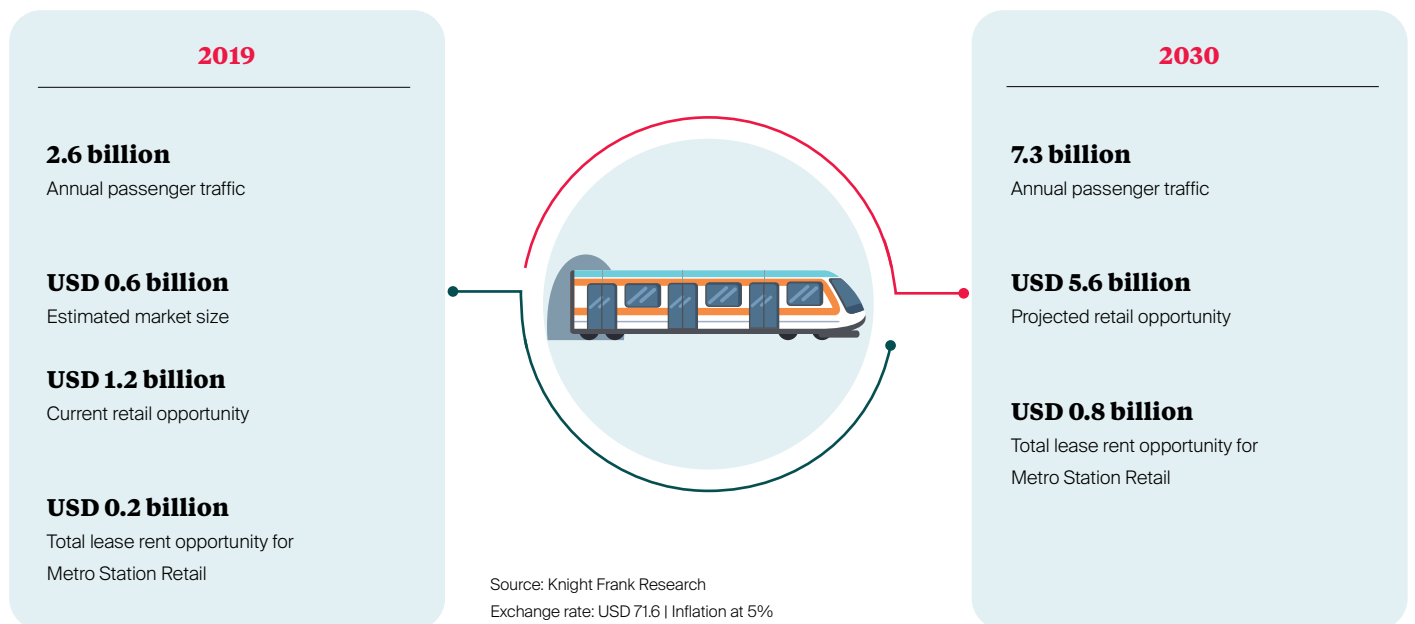 2019
2.6 billion
Annual passenger traffic
USD 0.6 billion
Estimated market size
USD 1.2 billion
Current retail opportunity
USD 0.2 billion
Total lease rent opportunity for
Metro Station Retail
Source: Knight Frank Research
Exchange rate: USD 71.6 | Inflation at 5%
2030
7.3 billion
Annual passenger traffic
USD 5.6 billion
Projected retail opportunity
USD 0.8 billion
Total lease rent opportunity for
Metro Station Retail